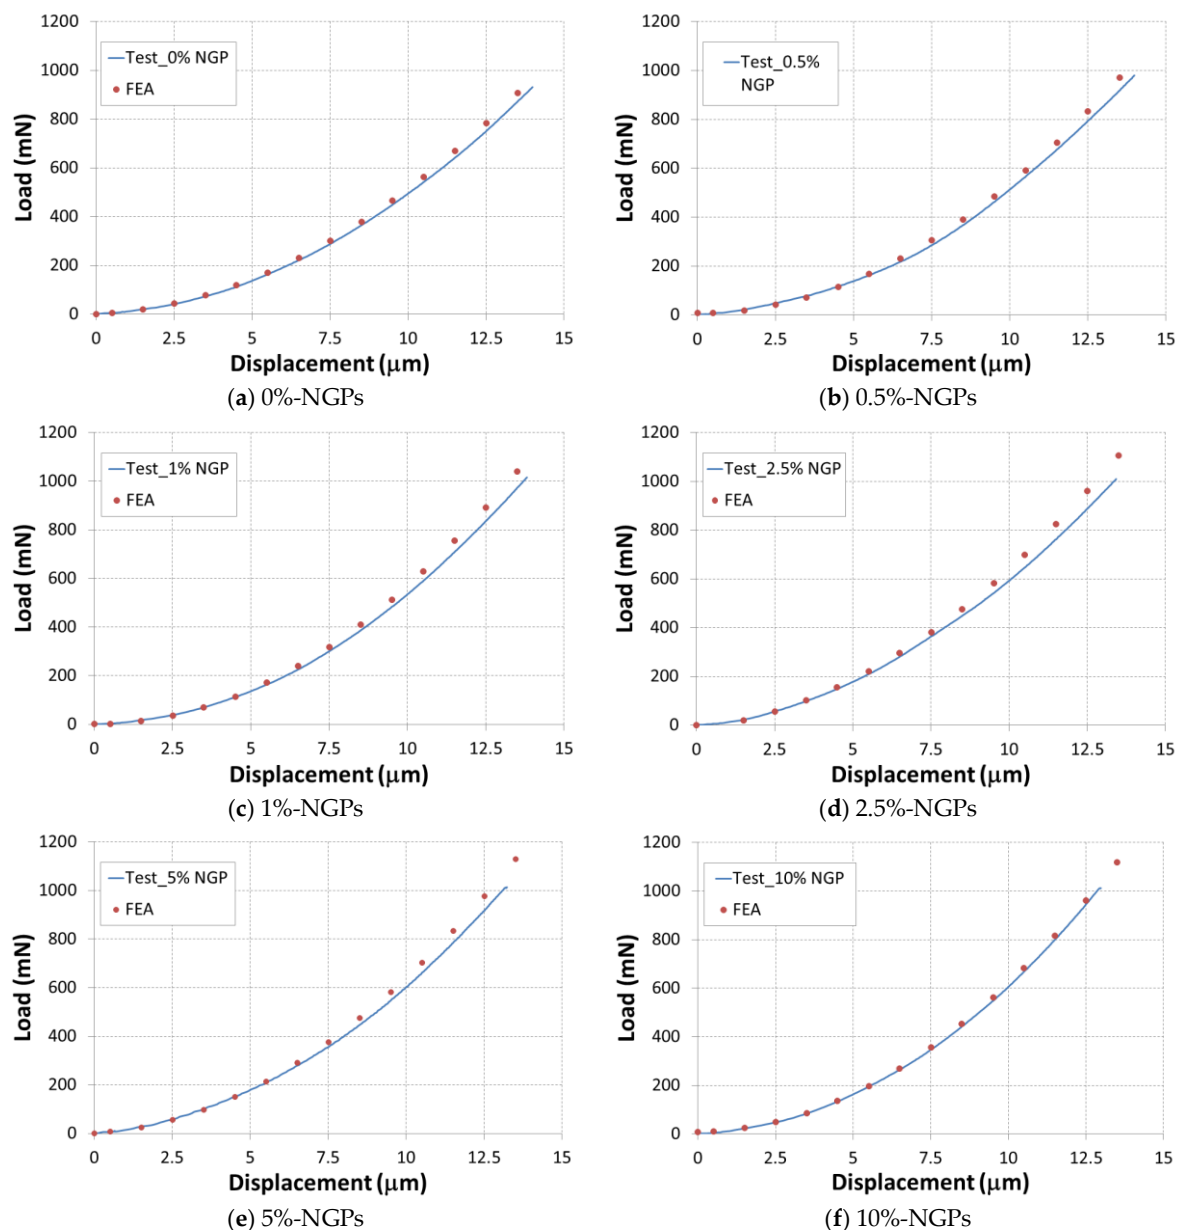 1200
1000
800
600
400
200
0
Load (mN)
Test_0% NGP
FEA
0 2.5 5 7.5 10 12.5 15
Displacement (μm)
(a) 0%-NGPs
1200
1000
800
600
400
200
0
Load (mN)
Test_0.5%
NGP
0 2.5 5 7.5 10 12.5 15
Displacement (μm)
(b) 0.5%-NGPs
1200
1000
800
600
400
200
0
Load (mN)
Test_1% NGP
FEA
0 2.5 5 7.5 10 12.5 15
Displacement (μm)
(c) 1%-NGPs
1200
1000
800
600
400
200
0
Load (mN)
Test_2.5% NGP
FEA
0 2.5 5 7.5 10 12.5 15
Displacement (μm)
(d) 2.5%-NGPs
1200
1000
800
600
400
200
0
Load (mN)
Test_5% NGP
FEA
0 2.5 5 7.5 10 12.5 15
Displacement (μm)
(e) 5%-NGPs
1200
1000
800
600
400
200
0
Load (mN)
Test_10% NGP
FEA
0 2.5 5 7.5 10 12.5 15
Displacement (μm)
(f) 10%-NGPs